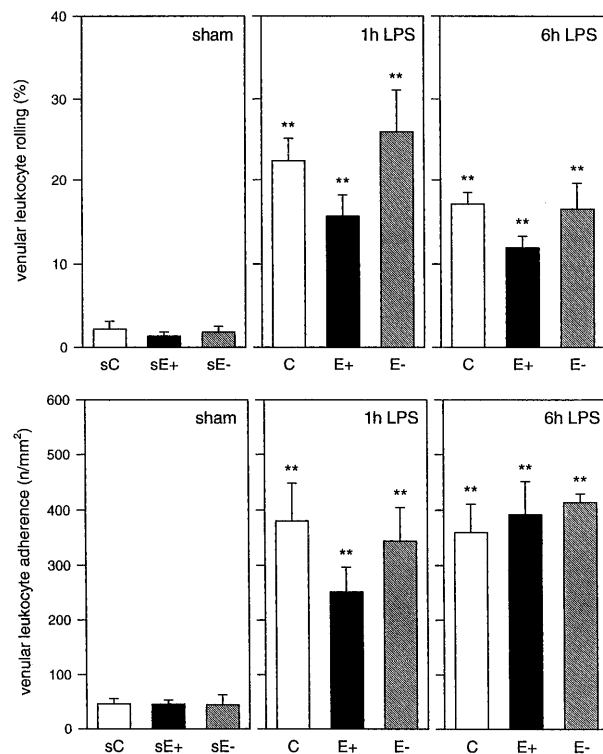 40
30
20
10
0
venular leukocyte rolling (%)
sham
1h LPS
6h LPS
** ** ** ** ** **
sC sE+ sE- C E+ E- C E+ E-
600
500
400
300
200
100
0
venular leukocyte adherence (n/mm²)
sham
1h LPS
6h LPS
** ** ** ** ** **
sC sE+ sE- C E+ E- C E+ E-